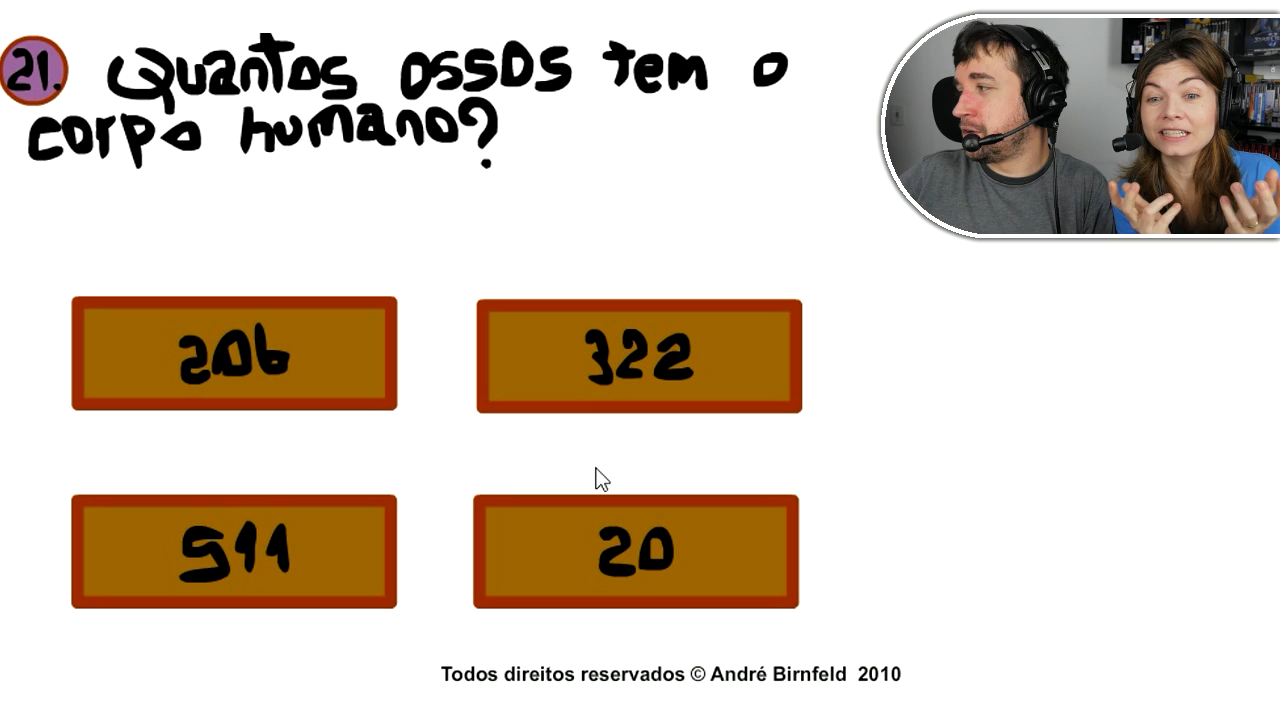 21. Quantos ossos tem o
corpo humano?
206
322
511
20
Todos direitos reservados © André Birnfeld 2010